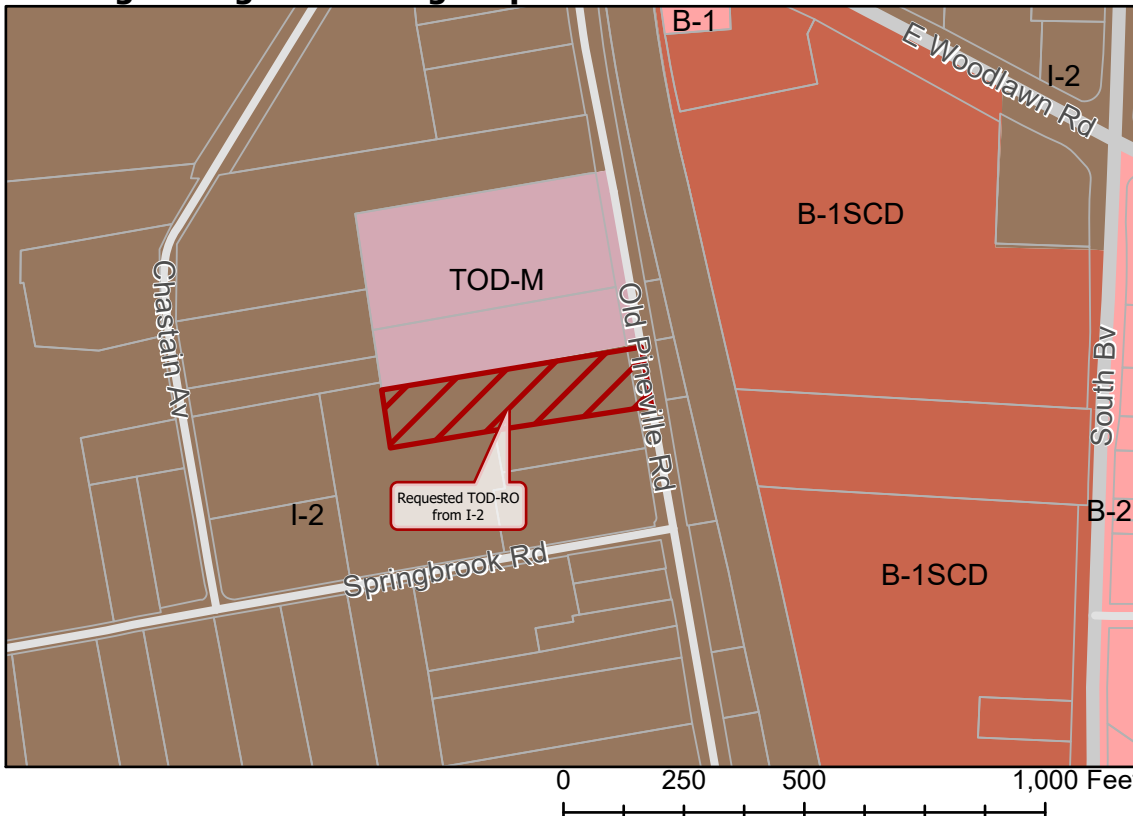 B-1
E Woodlawn Rd
I-2
B-1SCD
TOD-M
Chastain Av
Old Pineville Rd
South Bv
Requested TOD-RO
from I-2
I-2
B-2
Springbrook Rd
B-1SCD
0 250 500 1,000 Fee